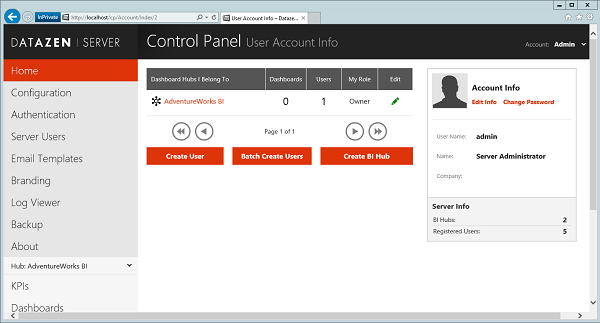 InPrivate http://localhost/cp/Account/index/2 User Account Info – Dataze...
DATAZEN | SERVER
Control Panel User Account Info
Account: Admin
Home
Configuration
Authentication
Server Users
Email Templates
Branding
Log Viewer
Backup
About
Hub: AdventureWorks BI
KPIs
Dashboards
Dashboard Hubs I Belong To Dashboards Users My Role Edit
AdventureWorks BI 0 1 Owner
Page 1 of 1
Create User Batch Create Users Create BI Hub
Account Info
Edit Info Change Password
User Name: admin
Name: Server Administrator
Company:
Server Info
BI Hubs: 2
Registered Users: 5